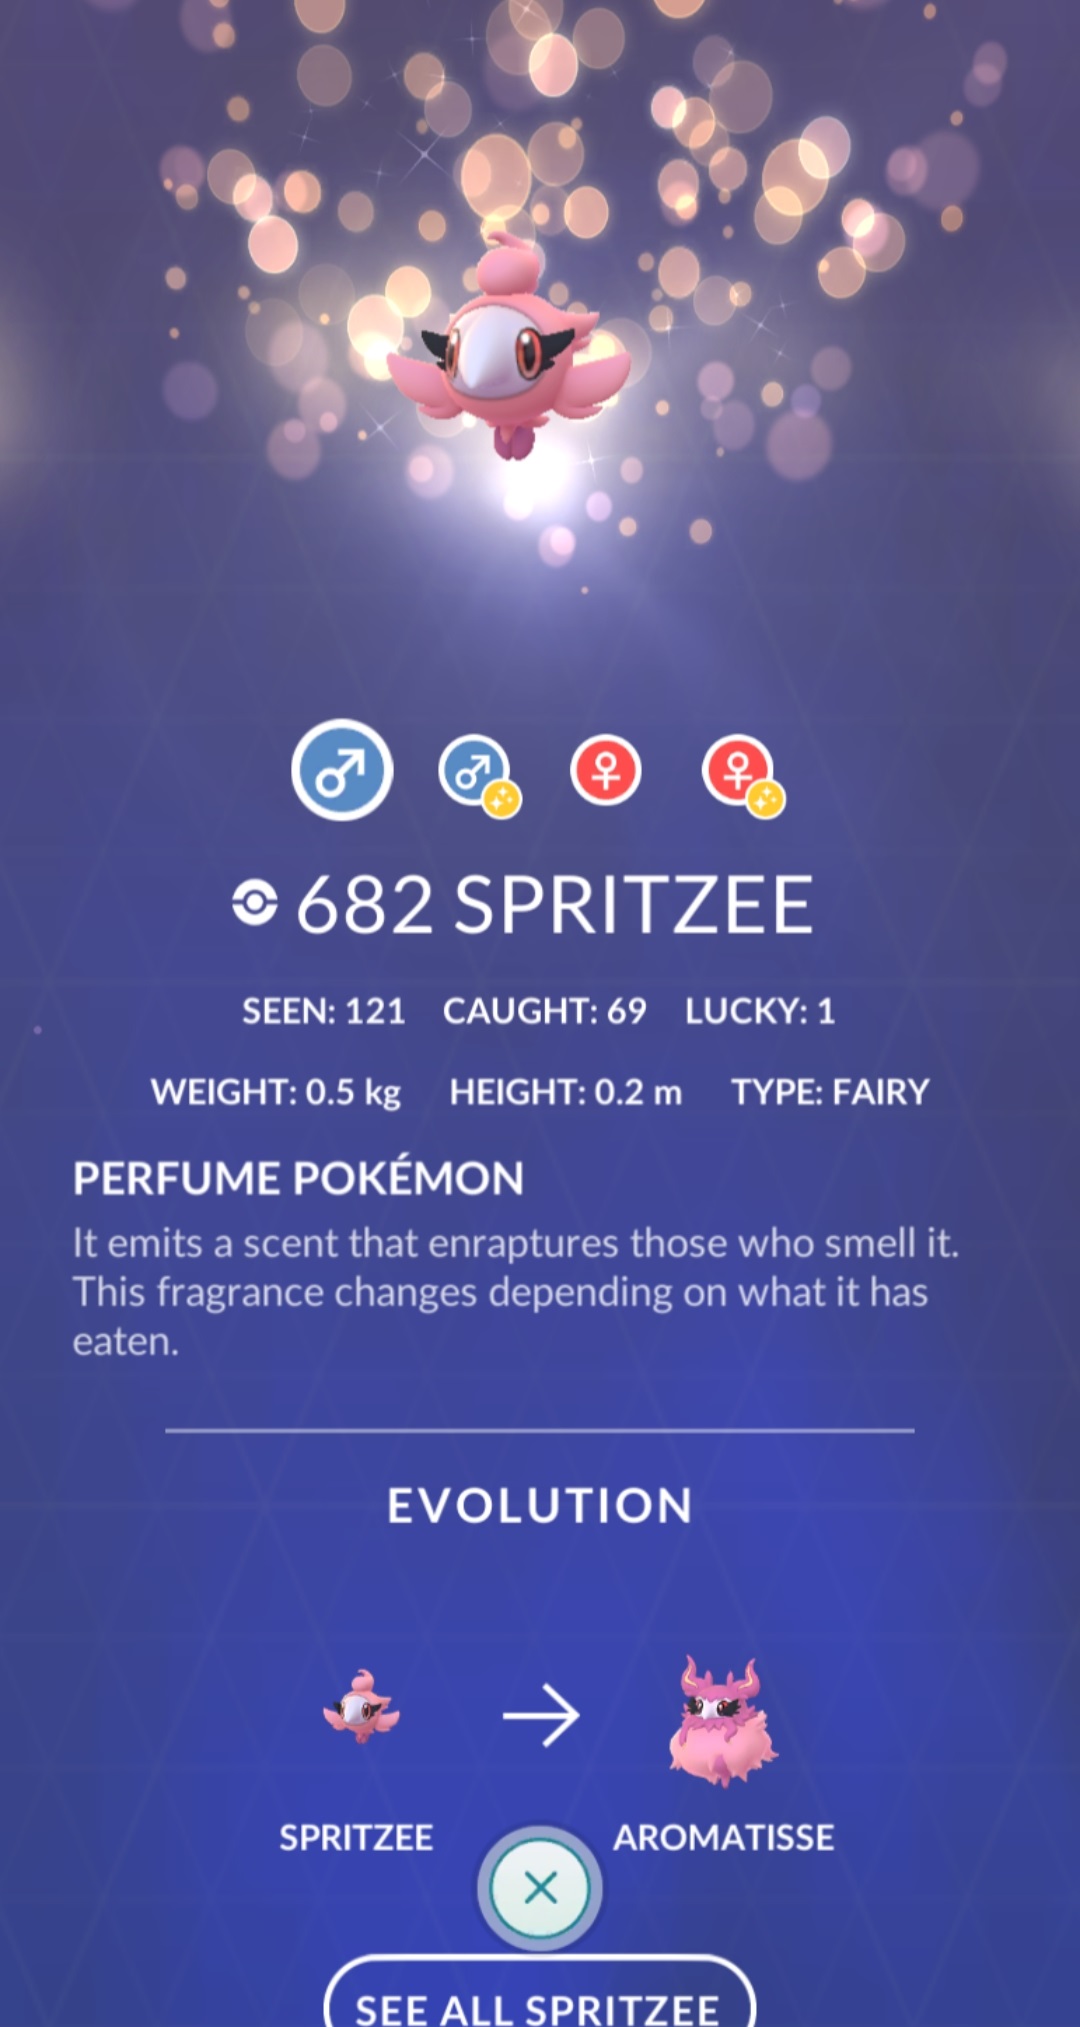 682 SPRITZEE
SEEN: 121 CAUGHT: 69 LUCKY: 1
WEIGHT: 0.5 kg HEIGHT: 0.2 m TYPE: FAIRY
PERFUME POKÉMON
It emits a scent that enraptures those who smell it.
This fragrance changes depending on what it has
eaten.
EVOLUTION
SPRITZEE AROMATISSE
SEE ALL SPRITZEE